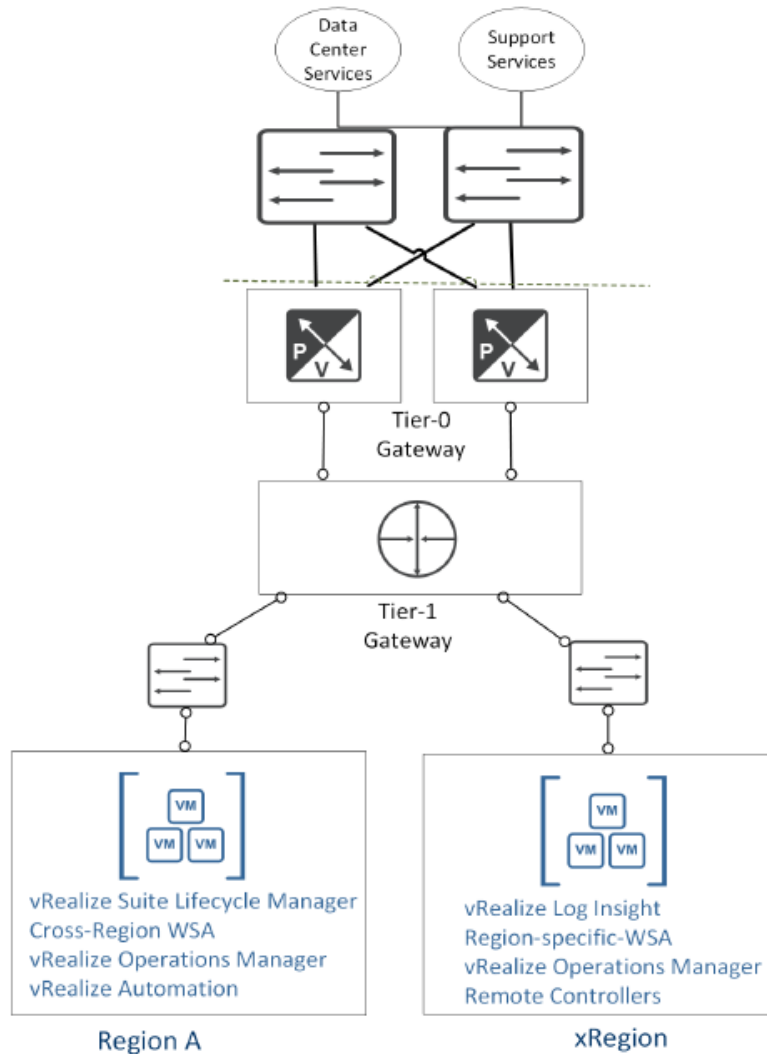 Data
Center
Services
Support
Services
P
V
P
V
Tier-0
Gateway
Tier-1
Gateway
VM
VM VM
vRealize Suite Lifecycle Manager
Cross-Region WSA
vRealize Operations Manager
vRealize Automation
Region A
VM
VM VM
vRealize Log Insight
Region-specific-WSA
vRealize Operations Manager
Remote Controllers
xRegion